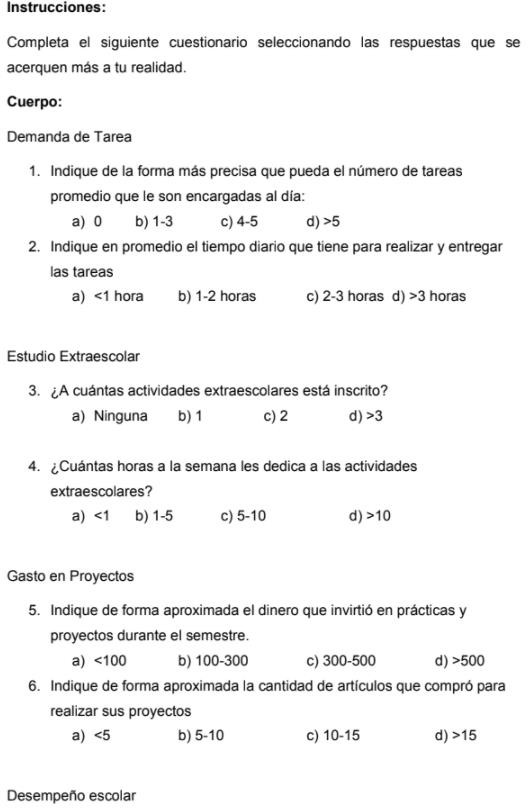 Instrucciones:
Completa el siguiente cuestionario seleccionando las respuestas que se
acerquen más a tu realidad.
Cuerpo:
Demanda de Tarea
1. Indique de la forma más precisa que pueda el número de tareas
promedio que le son encargadas al día:
a) 0 b) 1-3 c) 4-5 d) >5
2. Indique en promedio el tiempo diario que tiene para realizar y entregar
las tareas
a) <1 hora b) 1-2 horas c) 2-3 horas d) >3 horas
Estudio Extraescolar
3. ¿A cuántas actividades extraescolares está inscrito?
a) Ninguna b) 1 c) 2 d) >3
4. ¿Cuántas horas a la semana les dedica a las actividades
extraescolares?
a) <1 b) 1-5 c) 5-10 d) >10
Gasto en Proyectos
5. Indique de forma aproximada el dinero que invirtió en prácticas y
proyectos durante el semestre.
a) <100 b) 100-300 c) 300-500 d) >500
6. Indique de forma aproximada la cantidad de artículos que compró para
realizar sus proyectos
a) <5 b) 5-10 c) 10-15 d) >15
Desempeño escolar